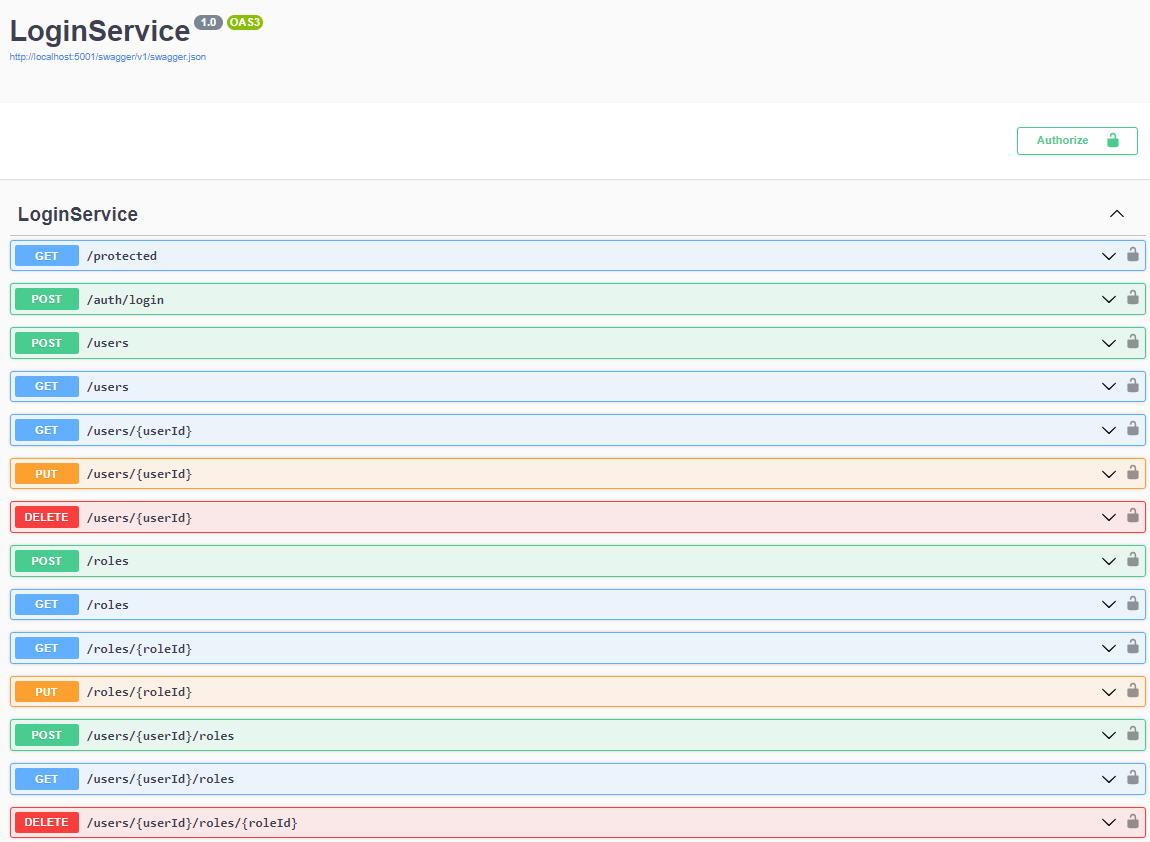 LoginService 1.0 OAS3
http://localhost:5001/swagger/v1/swagger.json
Authorize
LoginService
GET /protected
POST /auth/login
POST /users
GET /users
GET /users/{userId}
PUT /users/{userId}
DELETE /users/{userId}
POST /roles
GET /roles
GET /roles/{roleId}
PUT /roles/{roleId}
POST /users/{userId}/roles
GET /users/{userId}/roles
DELETE /users/{userId}/roles/{roleId}